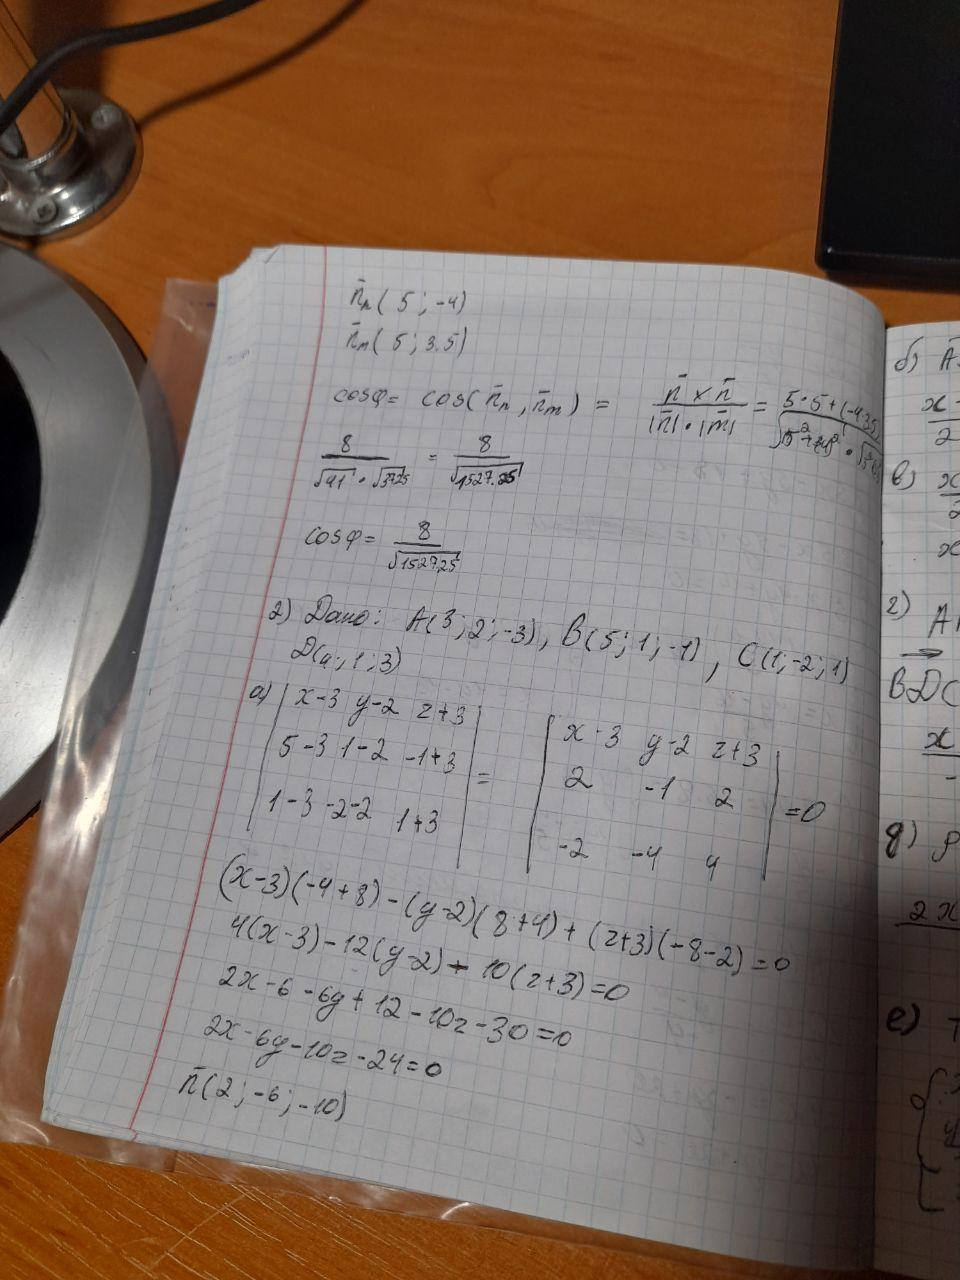 n̄ₙ( 5 ; -4)
n̄ₘ( 5 ; 3.5)
cosφ= cos( n̄ₙ , n̄ₘ ) = n̄ × n̄ / |n̄| · |m̄| = 5·5+(-4·3.5) /
8 / √41 · √37.25 = 8 / √1527.25
cosφ= 8 / √1527.25
2) Дано: A(3 ; 2 ; -3) , B(5 ; 1 ; -1) , C(1 ; -2 ; 1)
D(4 ; 1 ; 3)
а) | x-3 y-2 z+3 | | x-3 y-2 z+3 |
| 5-3 1-2 -1+3 | = | 2 -1 2 | =0
| 1-3 -2-2 1+3 | | -2 -4 4 |
(x-3)(-4+8) - (y-2)(8+4) + (z+3)(-8-2) =0
4(x-3) - 12(y-2) - 10(z+3) =0
2x - 6 - 6y + 12 - 10z - 30 =0
2x - 6y - 10z - 24 = 0
n̄(2 ; -6 ; -10)
б)
x-
2
в)
x
2
x
г)
BDC
x
-
д)
2x
е)